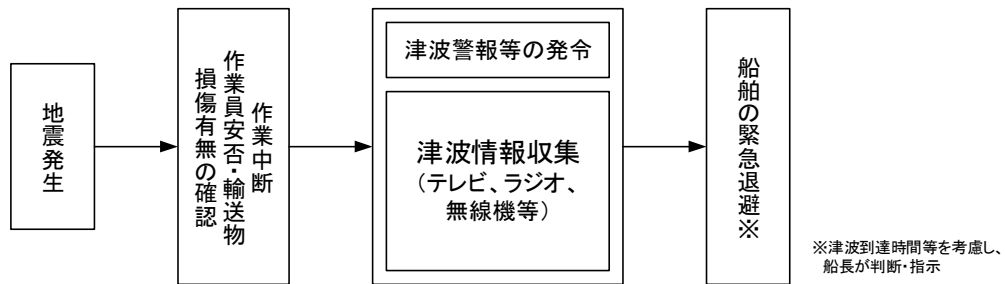 地震発生
作業中断
作業員安否・輸送物
損傷有無の確認
津波警報等の発令
津波情報収集
（テレビ、ラジオ、
無線機等）
船舶の緊急退避※
※津波到達時間等を考慮し、
船長が判断・指示